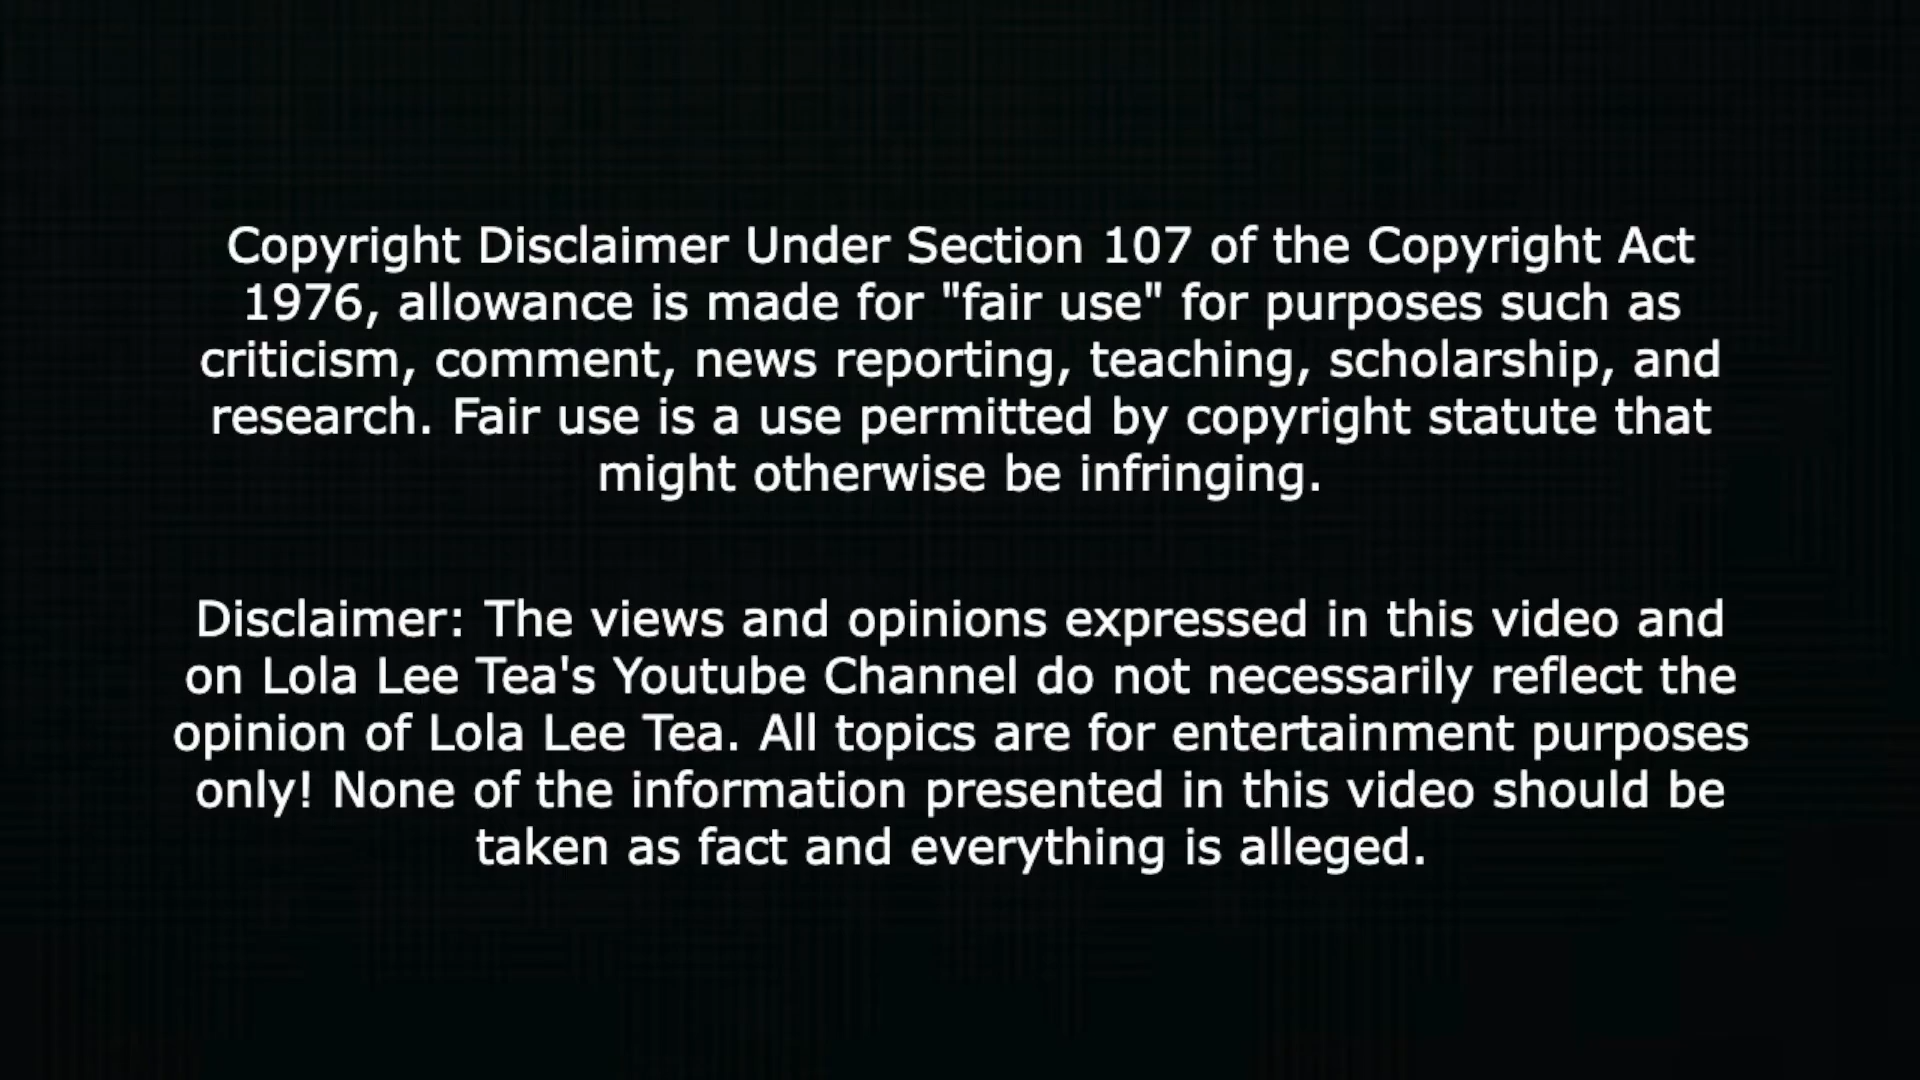 Copyright Disclaimer Under Section 107 of the Copyright Act
1976, allowance is made for "fair use" for purposes such as
criticism, comment, news reporting, teaching, scholarship, and
research. Fair use is a use permitted by copyright statute that
might otherwise be infringing.
Disclaimer: The views and opinions expressed in this video and
on Lola Lee Tea's Youtube Channel do not necessarily reflect the
opinion of Lola Lee Tea. All topics are for entertainment purposes
only! None of the information presented in this video should be
taken as fact and everything is alleged.